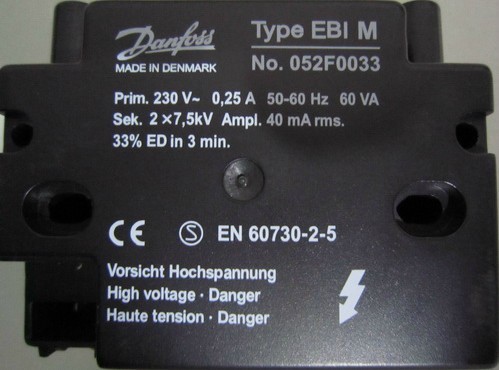 Danfoss
MADE IN DENMARK
Type EBI M
No. 052F0033
Prim. 230 V~ 0,25 A 50-60 Hz 60 VA
Sek. 2 x 7,5kV Ampl. 40 mA rms.
33% ED in 3 min.
CE S EN 60730-2-5
Vorsicht Hochspannung
High voltage · Danger
Haute tension · Danger